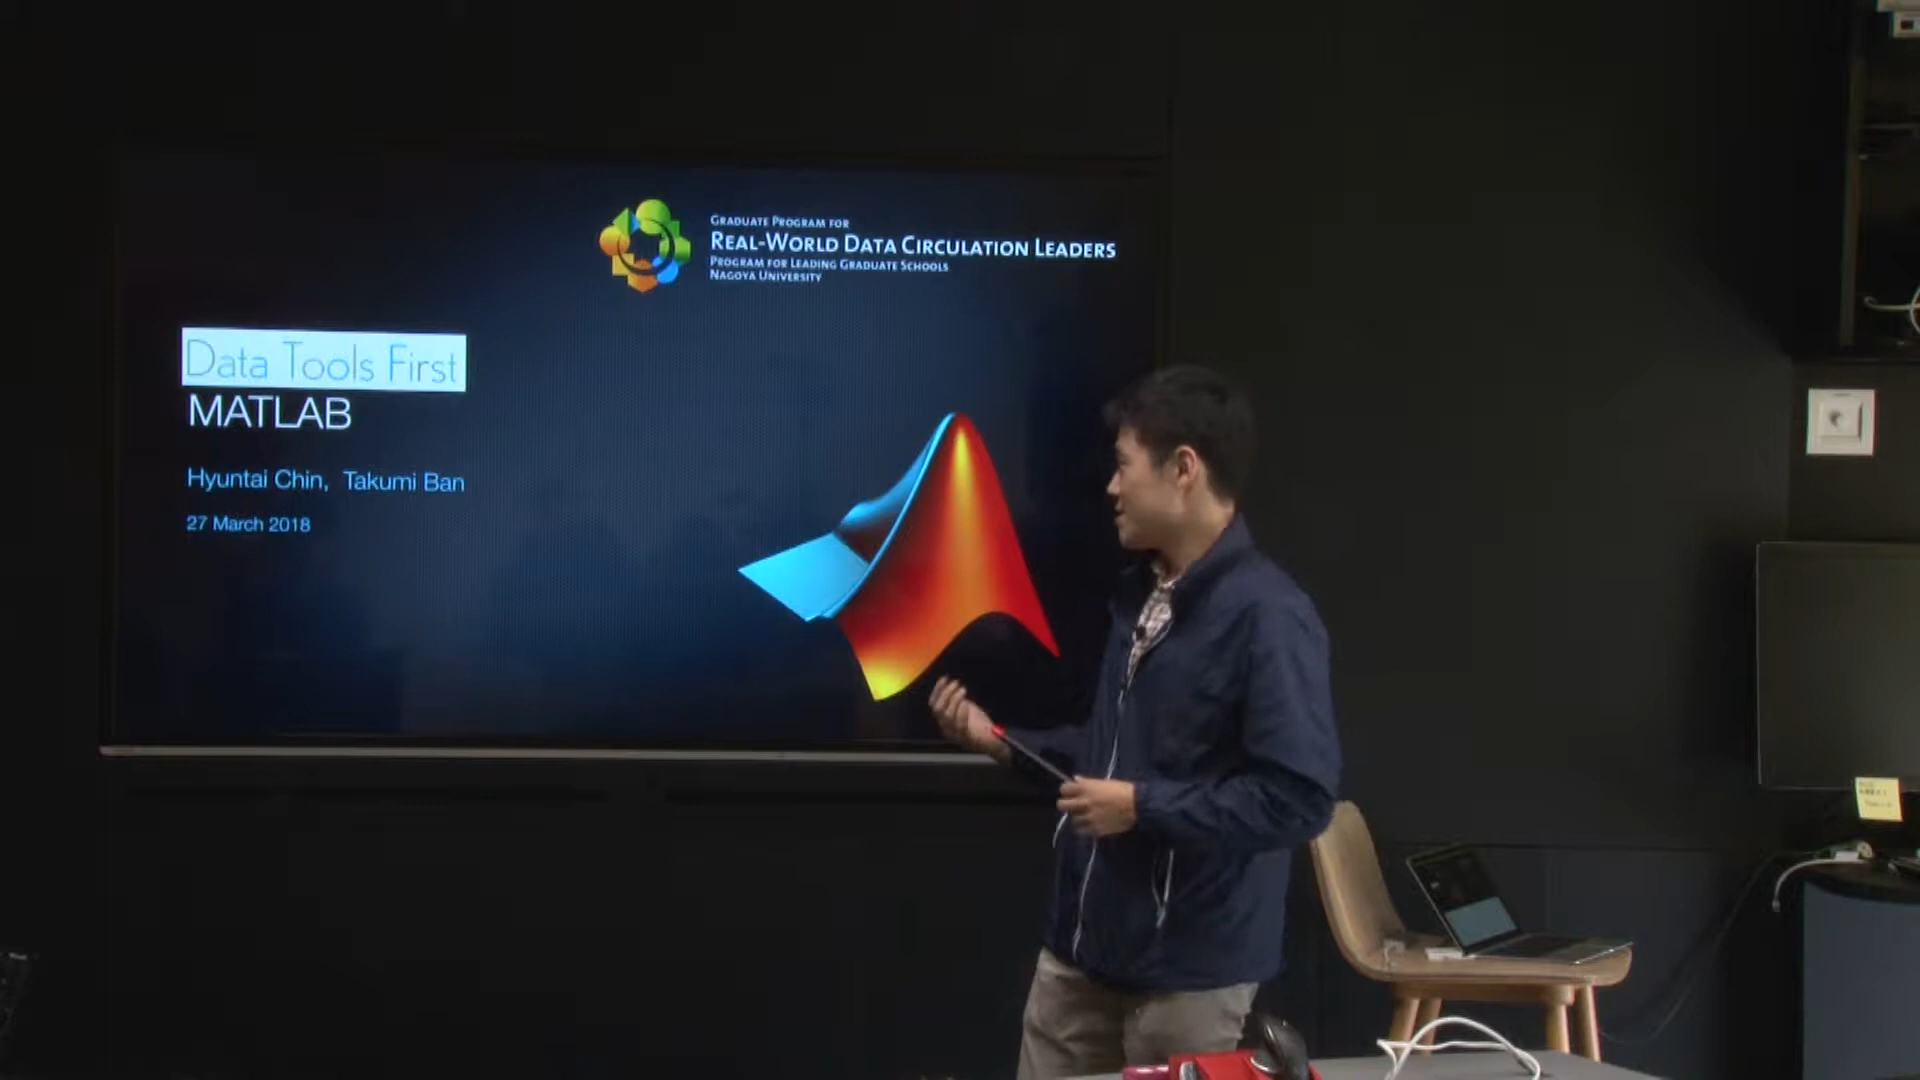 GRADUATE PROGRAM FOR
REAL-WORLD DATA CIRCULATION LEADERS
PROGRAM FOR LEADING GRADUATE SCHOOLS
NAGOYA UNIVERSITY
Data Tools First
MATLAB
Hyuntai Chin, Takumi Ban
27 March 2018